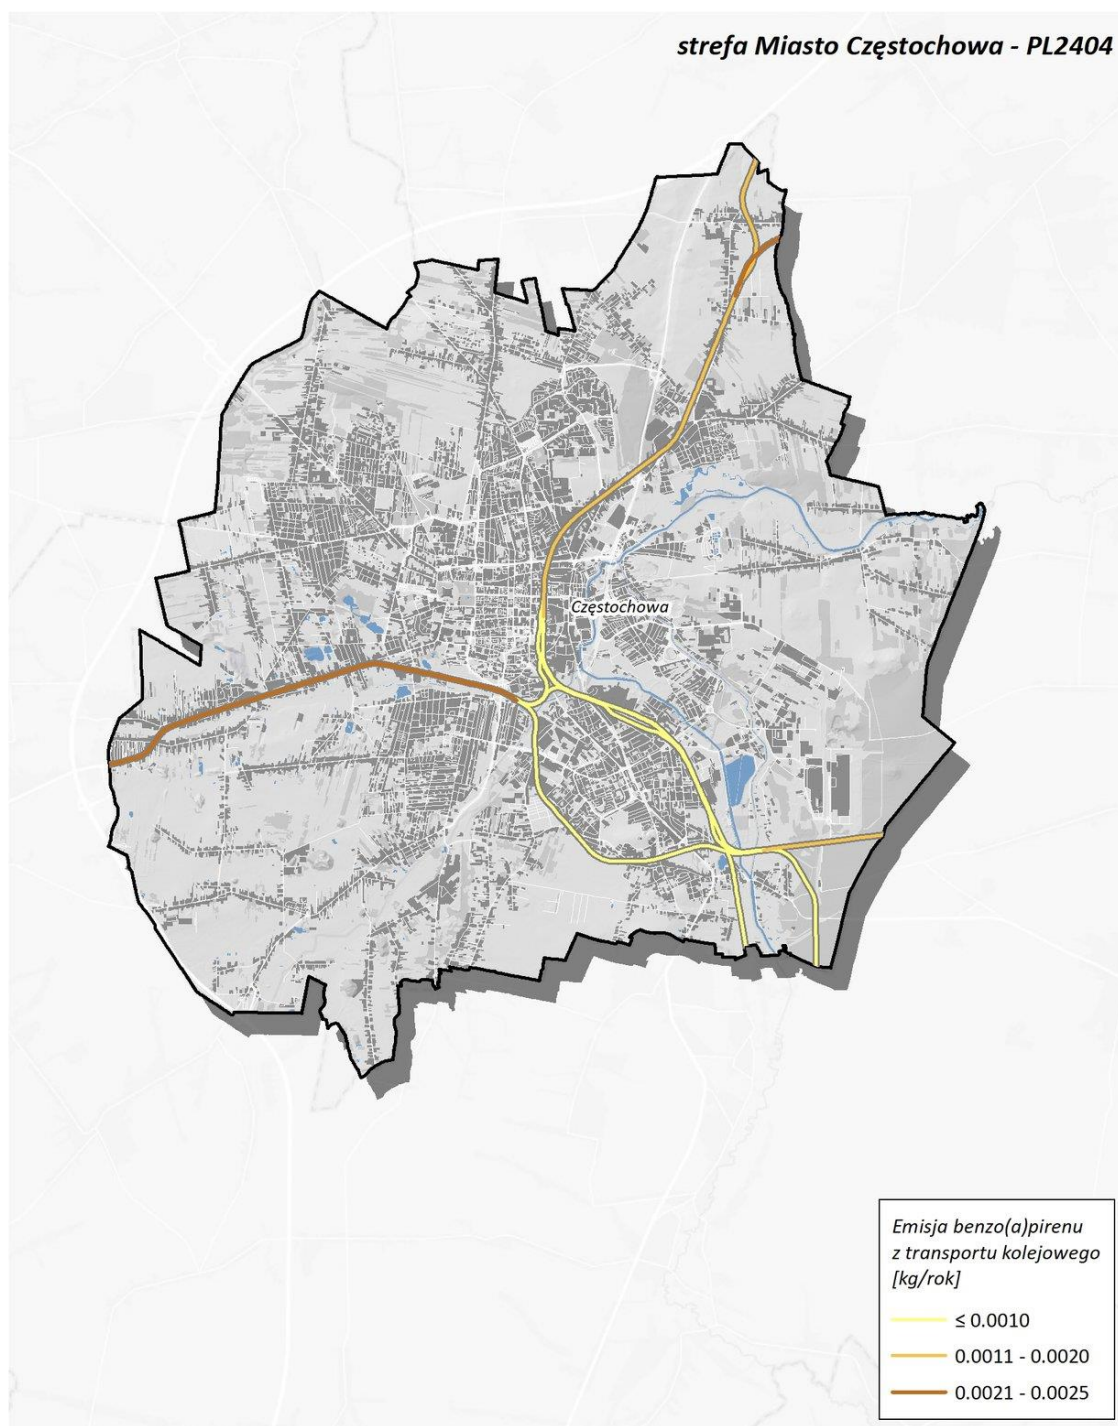 strefa Miasto Częstochowa - PL2404
Częstochowa
Emisja benzo(a)pirenu
z transportu kolejowego
[kg/rok]
≤ 0.0010
0.0011 - 0.0020
0.0021 - 0.0025